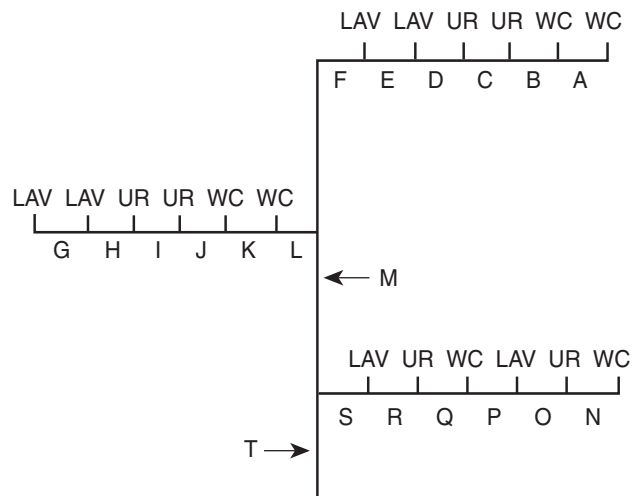 LAV LAV UR UR WC WC
F E D C B A
LAV LAV UR UR WC WC
G H I J K L
M
LAV UR WC LAV UR WC
S R Q P O N
T